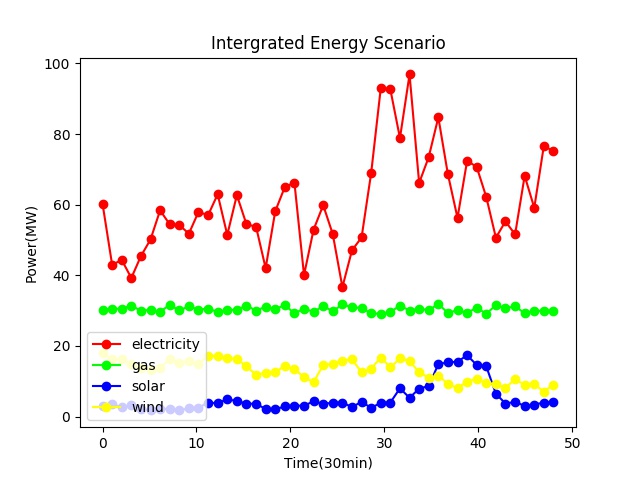 Intergrated Energy Scenario
100
80
60
40
20
0
Power(MW)
electricity
gas
solar
wind
0 10 20 30 40 50
Time(30min)